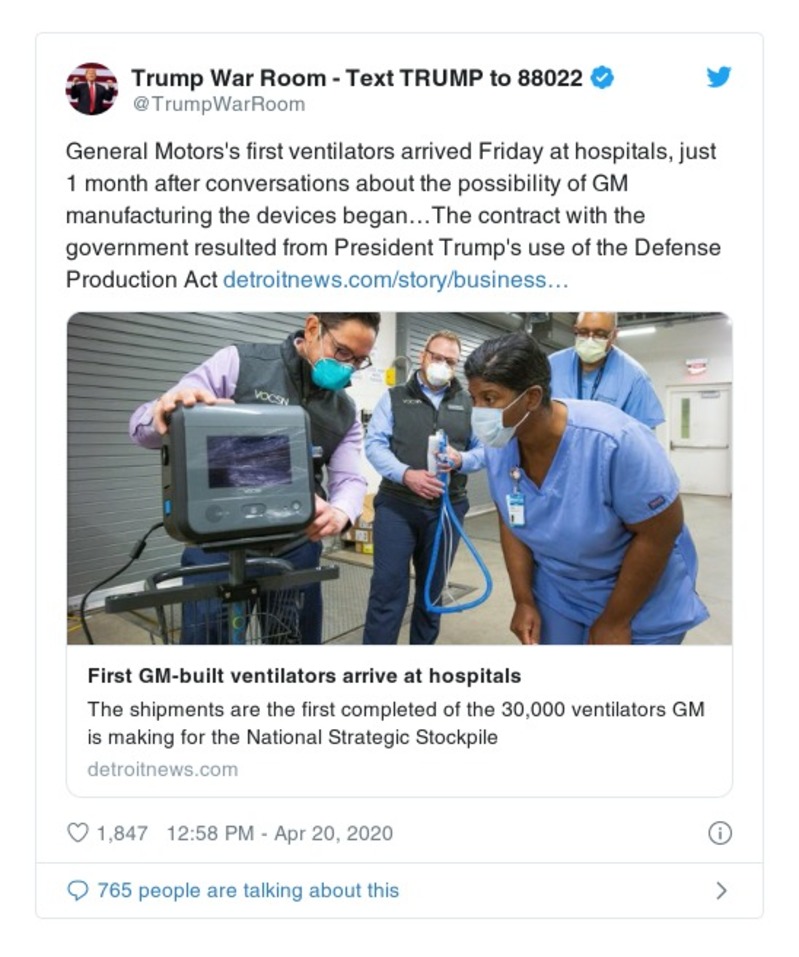 Trump War Room - Text TRUMP to 88022
@TrumpWarRoom
General Motors's first ventilators arrived Friday at hospitals, just
1 month after conversations about the possibility of GM
manufacturing the devices began…The contract with the
government resulted from President Trump's use of the Defense
Production Act detroitnews.com/story/business…
VOCSN
First GM-built ventilators arrive at hospitals
The shipments are the first completed of the 30,000 ventilators GM
is making for the National Strategic Stockpile
detroitnews.com
1,847 12:58 PM - Apr 20, 2020
765 people are talking about this